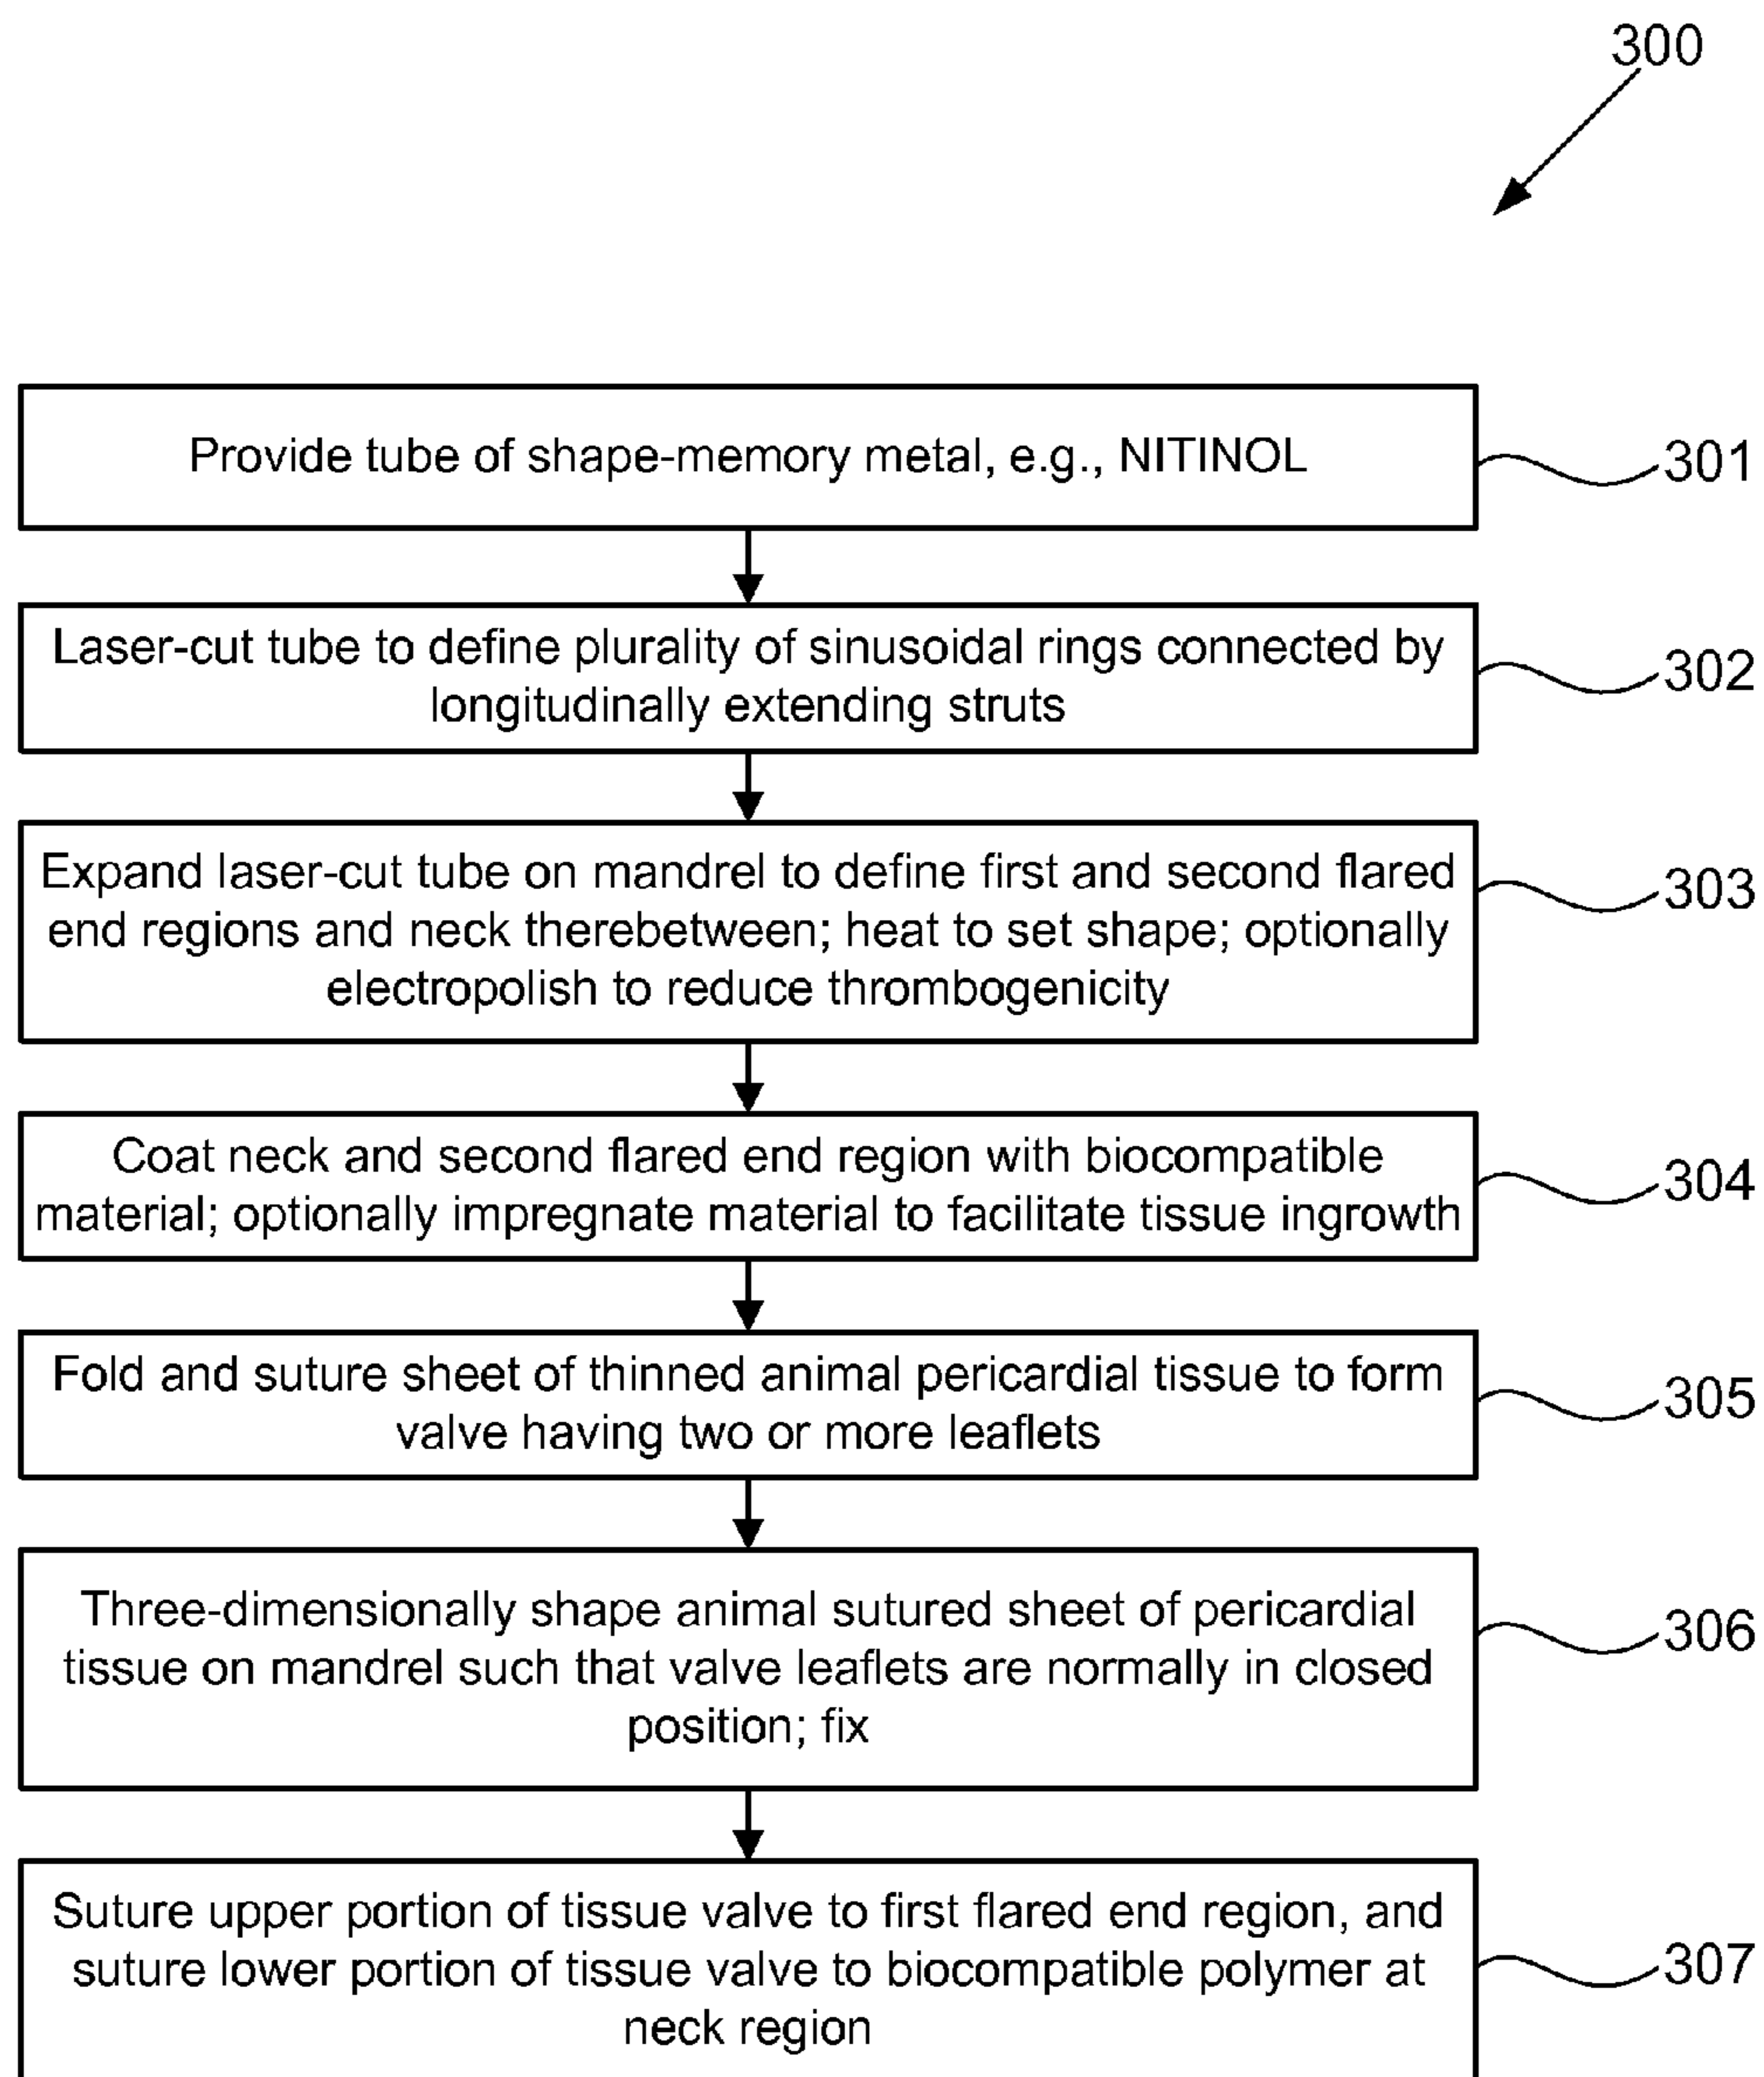 300
Provide tube of shape-memory metal, e.g., NITINOL
301
Laser-cut tube to define plurality of sinusoidal rings connected by
longitudinally extending struts
302
Expand laser-cut tube on mandrel to define first and second flared
end regions and neck therebetween; heat to set shape; optionally
electropolish to reduce thrombogenicity
303
Coat neck and second flared end region with biocompatible
material; optionally impregnate material to facilitate tissue ingrowth
304
Fold and suture sheet of thinned animal pericardial tissue to form
valve having two or more leaflets
305
Three-dimensionally shape animal sutured sheet of pericardial
tissue on mandrel such that valve leaflets are normally in closed
position; fix
306
Suture upper portion of tissue valve to first flared end region, and
suture lower portion of tissue valve to biocompatible polymer at
neck region
307